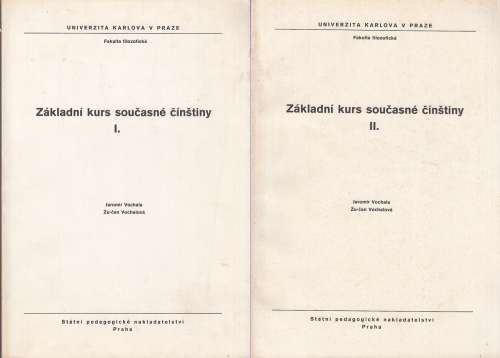 UNIVERZITA KARLOVA V PRAZE
Fakulta filozofická
Základní kurs současné čínštiny
I.
Jaromír Vochala
Žu-čen Vochalová
Státní pedagogické nakladatelství
Praha
UNIVERZITA KARLOVA V PRAZE
Fakulta filozofická
Základní kurs současné čínštiny
II.
Jaromír Vochala
Žu-čen Vochalová
Státní pedagogické nakladatelství
Praha